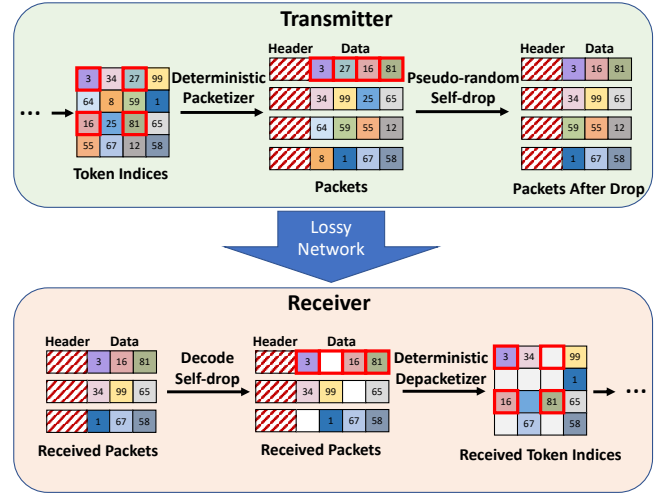 Transmitter
Header Data
Header Data
3 34 27 99
64 8 59 1
16 25 81 65
55 67 12 58
Token Indices
...
Deterministic
Packetizer
3 27 16 81
34 99 25 65
64 59 55 12
8 1 67 58
Packets
Pseudo-random
Self-drop
3 16 81
34 99 65
59 55 12
1 67 58
Packets After Drop
Lossy
Network
Receiver
Header Data
3 16 81
34 99 65
1 67 58
Received Packets
Decode
Self-drop
Header Data
3 16 81
34 99 65
1 67 58
Received Packets
Deterministic
Depacketizer
3 34 99
1
16 81 65
67 58
Received Token Indices
...